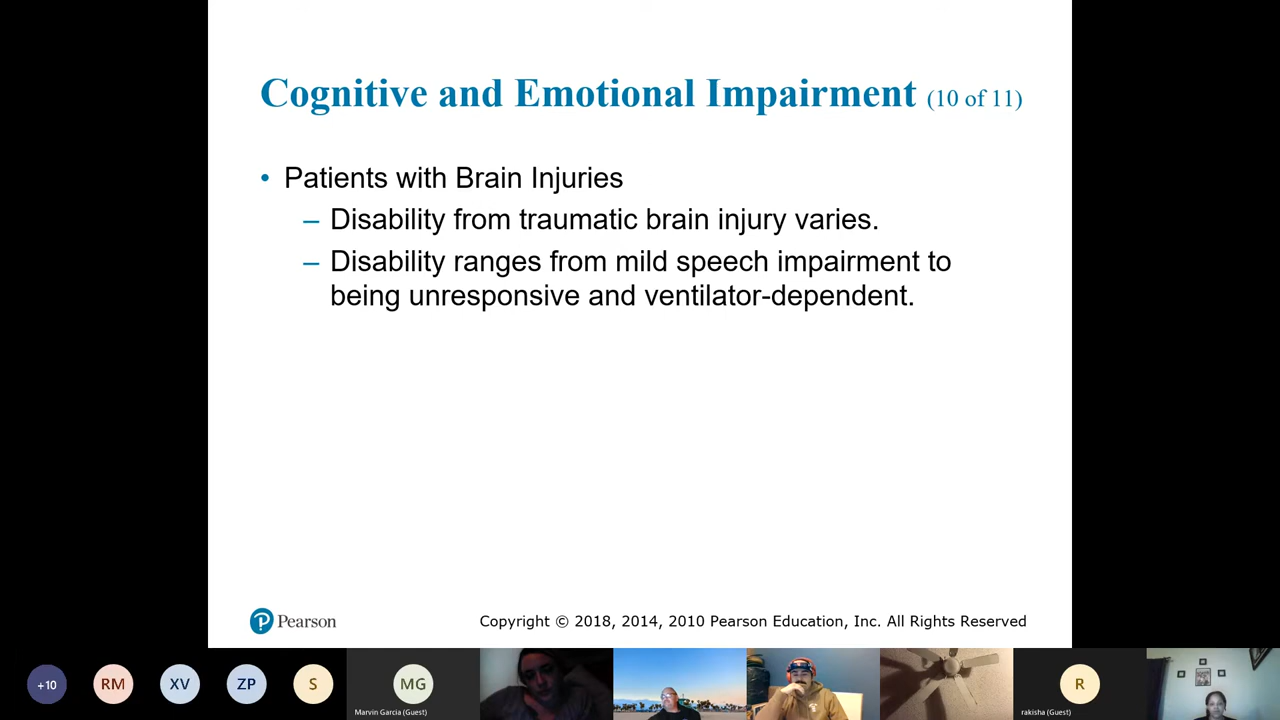 Cognitive and Emotional Impairment (10 of 11)
• Patients with Brain Injuries
– Disability from traumatic brain injury varies.
– Disability ranges from mild speech impairment to
being unresponsive and ventilator-dependent.
Pearson
Copyright © 2018, 2014, 2010 Pearson Education, Inc. All Rights Reserved
+10
RM
XV
ZP
S
MG
Marvin Garcia (Guest)
R
rakisha (Guest)